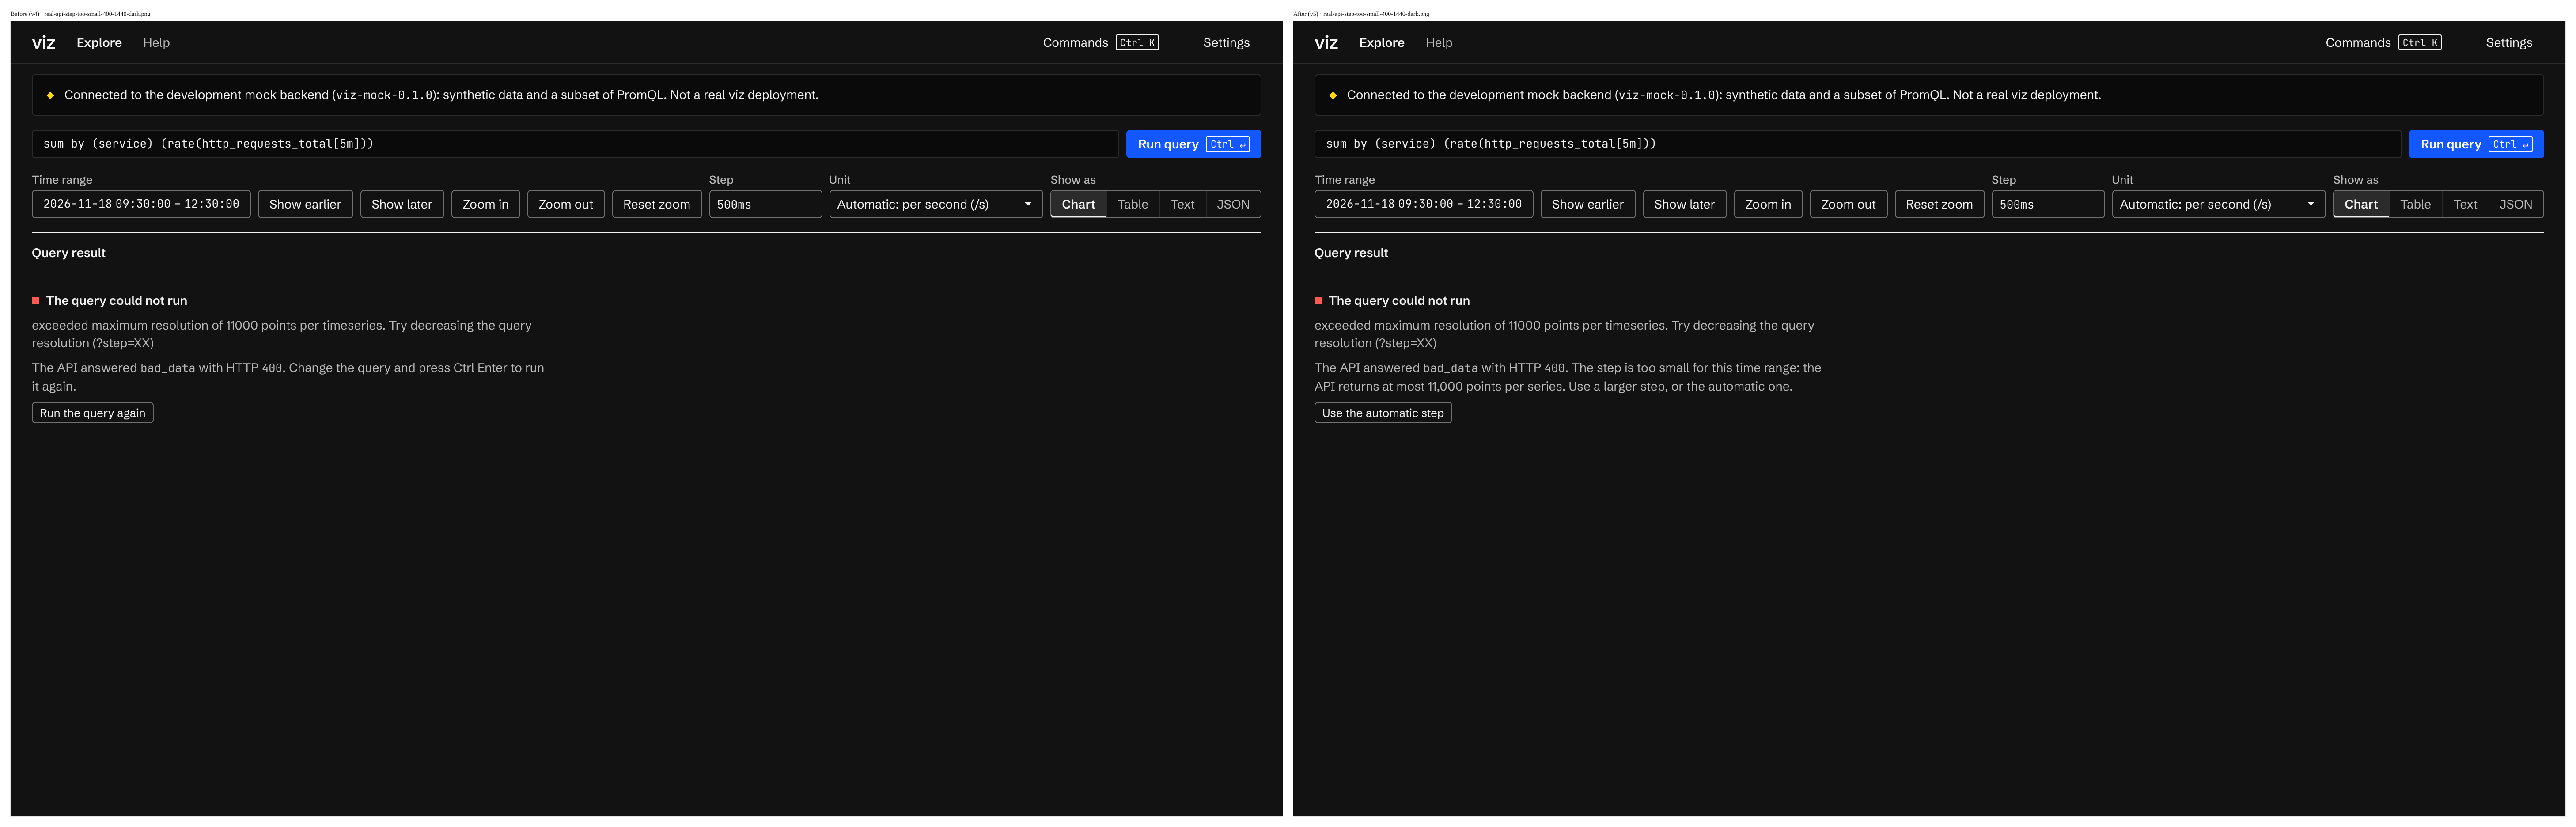 Before (v4) · real-api-step-too-small-400-1440-dark.png
viz Explore Help Commands Ctrl K Settings
Connected to the development mock backend (viz-mock-0.1.0): synthetic data and a subset of PromQL. Not a real viz deployment.
sum by (service) (rate(http_requests_total[5m])) Run query Ctrl ↵
Time range Step Unit Show as
2026-11-18 09:30:00 – 12:30:00 Show earlier Show later Zoom in Zoom out Reset zoom 500ms Automatic: per second (/s) Chart Table Text JSON
Query result
The query could not run
exceeded maximum resolution of 11000 points per timeseries. Try decreasing the query
resolution (?step=XX)
The API answered bad_data with HTTP 400. Change the query and press Ctrl Enter to run
it again.
Run the query again
After (v5) · real-api-step-too-small-400-1440-dark.png
viz Explore Help Commands Ctrl K Settings
Connected to the development mock backend (viz-mock-0.1.0): synthetic data and a subset of PromQL. Not a real viz deployment.
sum by (service) (rate(http_requests_total[5m])) Run query Ctrl ↵
Time range Step Unit Show as
2026-11-18 09:30:00 – 12:30:00 Show earlier Show later Zoom in Zoom out Reset zoom 500ms Automatic: per second (/s) Chart Table Text JSON
Query result
The query could not run
exceeded maximum resolution of 11000 points per timeseries. Try decreasing the query
resolution (?step=XX)
The API answered bad_data with HTTP 400. The step is too small for this time range: the
API returns at most 11,000 points per series. Use a larger step, or the automatic one.
Use the automatic step